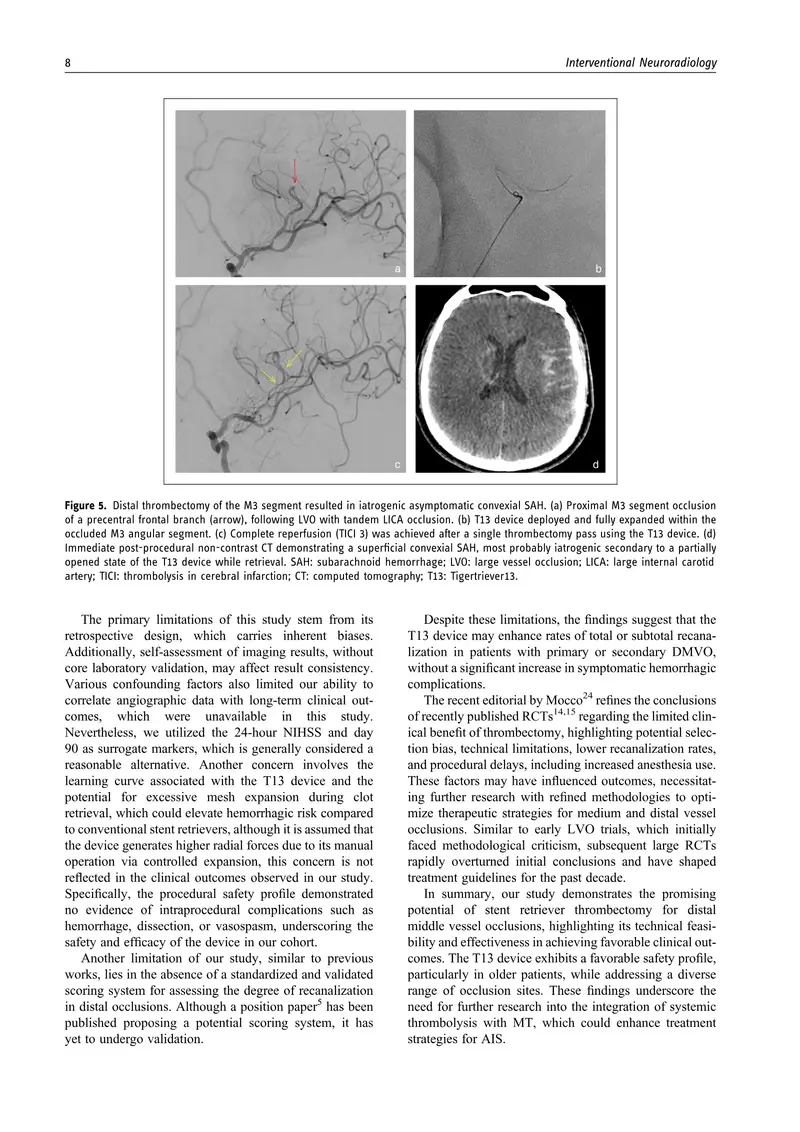 8
Interventional Neuroradiology
a
b
c
d
Figure 5. Distal thrombectomy of the M3 segment resulted in iatrogenic asymptomatic convexial SAH. (a) Proximal M3 segment occlusion
of a precentral frontal branch (arrow), following LVO with tandem LICA occlusion. (b) T13 device deployed and fully expanded within the
occluded M3 angular segment. (c) Complete reperfusion (TICI 3) was achieved after a single thrombectomy pass using the T13 device. (d)
Immediate post-procedural non-contrast CT demonstrating a superficial convexial SAH, most probably iatrogenic secondary to a partially
opened state of the T13 device while retrieval. SAH: subarachnoid hemorrhage; LVO: large vessel occlusion; LICA: large internal carotid
artery; TICI: thrombolysis in cerebral infarction; CT: computed tomography; T13: Tigertriever13.
The primary limitations of this study stem from its
retrospective design, which carries inherent biases.
Additionally, self-assessment of imaging results, without
core laboratory validation, may affect result consistency.
Various confounding factors also limited our ability to
correlate angiographic data with long-term clinical out-
comes, which were unavailable in this study.
Nevertheless, we utilized the 24-hour NIHSS and day
90 as surrogate markers, which is generally considered a
reasonable alternative. Another concern involves the
learning curve associated with the T13 device and the
potential for excessive mesh expansion during clot
retrieval, which could elevate hemorrhagic risk compared
to conventional stent retrievers, although it is assumed that
the device generates higher radial forces due to its manual
operation via controlled expansion, this concern is not
reflected in the clinical outcomes observed in our study.
Specifically, the procedural safety profile demonstrated
no evidence of intraprocedural complications such as
hemorrhage, dissection, or vasospasm, underscoring the
safety and efficacy of the device in our cohort.
Another limitation of our study, similar to previous
works, lies in the absence of a standardized and validated
scoring system for assessing the degree of recanalization
in distal occlusions. Although a position paper5 has been
published proposing a potential scoring system, it has
yet to undergo validation.
Despite these limitations, the findings suggest that the
T13 device may enhance rates of total or subtotal recana-
lization in patients with primary or secondary DMVO,
without a significant increase in symptomatic hemorrhagic
complications.
The recent editorial by Mocco24 refines the conclusions
of recently published RCTs14,15 regarding the limited clin-
ical benefit of thrombectomy, highlighting potential selec-
tion bias, technical limitations, lower recanalization rates,
and procedural delays, including increased anesthesia use.
These factors may have influenced outcomes, necessitat-
ing further research with refined methodologies to opti-
mize therapeutic strategies for medium and distal vessel
occlusions. Similar to early LVO trials, which initially
faced methodological criticism, subsequent large RCTs
rapidly overturned initial conclusions and have shaped
treatment guidelines for the past decade.
In summary, our study demonstrates the promising
potential of stent retriever thrombectomy for distal
middle vessel occlusions, highlighting its technical feasi-
bility and effectiveness in achieving favorable clinical out-
comes. The T13 device exhibits a favorable safety profile,
particularly in older patients, while addressing a diverse
range of occlusion sites. These findings underscore the
need for further research into the integration of systemic
thrombolysis with MT, which could enhance treatment
strategies for AIS.